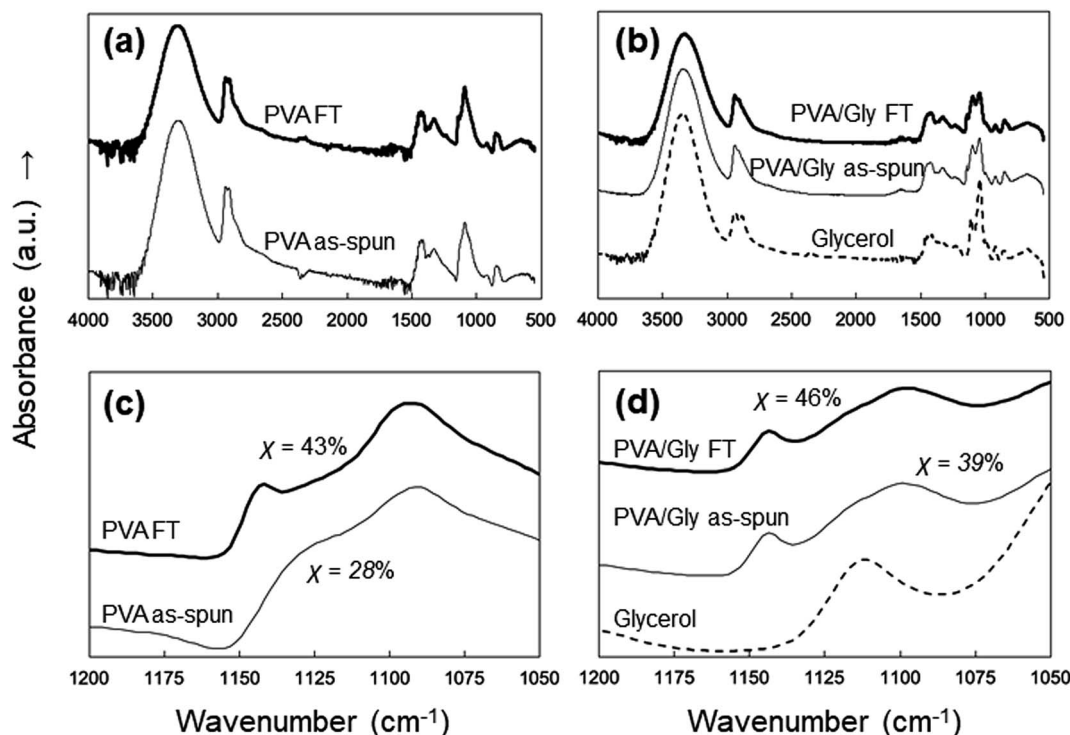 (a)
PVA FT
PVA as-spun
4000 3500 3000 2500 2000 1500 1000 500
(b)
PVA/Gly FT
PVA/Gly as-spun
Glycerol
4000 3500 3000 2500 2000 1500 1000 500
Absorbance (a.u.) →
(c)
χ = 43%
PVA FT
χ = 28%
PVA as-spun
1200 1175 1150 1125 1100 1075 1050
Wavenumber (cm-1)
(d)
χ = 46%
PVA/Gly FT
χ = 39%
PVA/Gly as-spun
Glycerol
1200 1175 1150 1125 1100 1075 1050
Wavenumber (cm-1)